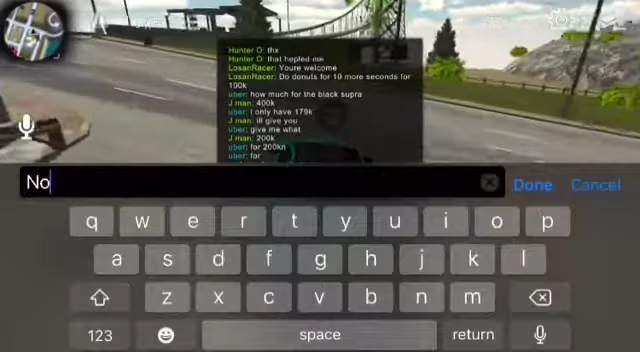 Hunter O: thx
Hunter O: that hepled me
LosanRacer: Youre welcome
LosanRacer: Do donuts for 10 more seconds for
100k
uber: how much for the black supra
J man: 400k
uber: I only have 179k
J man: ill give you
uber: give me what
J man: 200k
uber: for 200kn
uber: for
No
Done
Cancel
q w e r t y u i o p
a s d f g h j k l
z x c v b n m
123
space
return